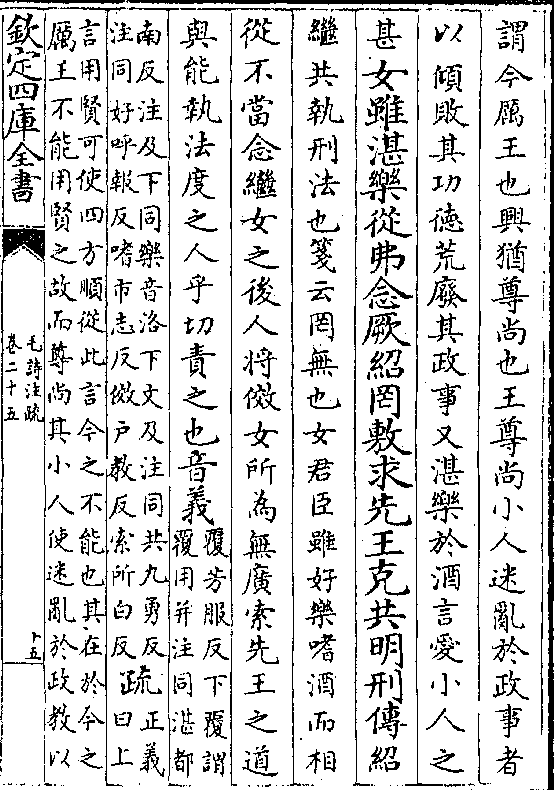 謂今厲王也興猶尊尚也王尊尚小人迷亂於政事者
以傾敗其功德荒廢其政事又湛樂於酒言愛小人之
甚女雖湛樂從弗念厥紹罔敷求先王克共明刑傳紹
繼共執刑法也箋云罔無也女君臣雖好樂嗜酒而相
從不當念繼女之後人將傚女所為無廣索先王之道
與能執法度之人乎切責之也音義
覆芳服反下覆謂
覆用并注同湛都
南反注及下同樂音洛下文及注同共九勇反
注同好呼報反嗜市志反傚戶教反索所白反
疏
正義
曰上
言用賢可使四方順從此言今之不能也其在於今之
厲王不能用賢之故而尊尚其小人使迷亂於政教以
欽定四庫全書
毛詩注疏
卷二十五
十五